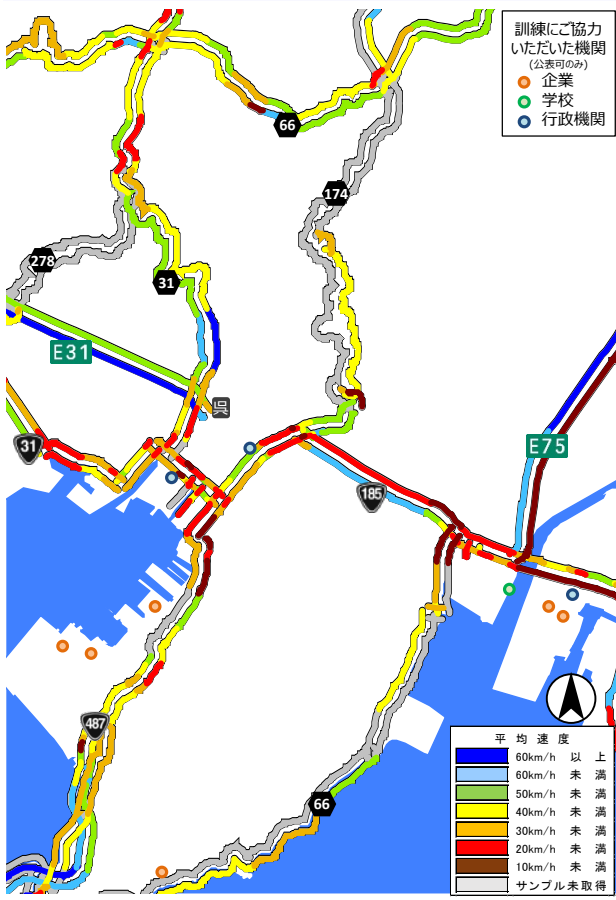 訓練にご協力
いただいた機関
(公表可のみ)
企業
学校
行政機関
66
174
278
31
E31
呉
31
E75
185
487
66
平均速度
60km/h 以上
60km/h 未満
50km/h 未満
40km/h 未満
30km/h 未満
20km/h 未満
10km/h 未満
サンプル未取得